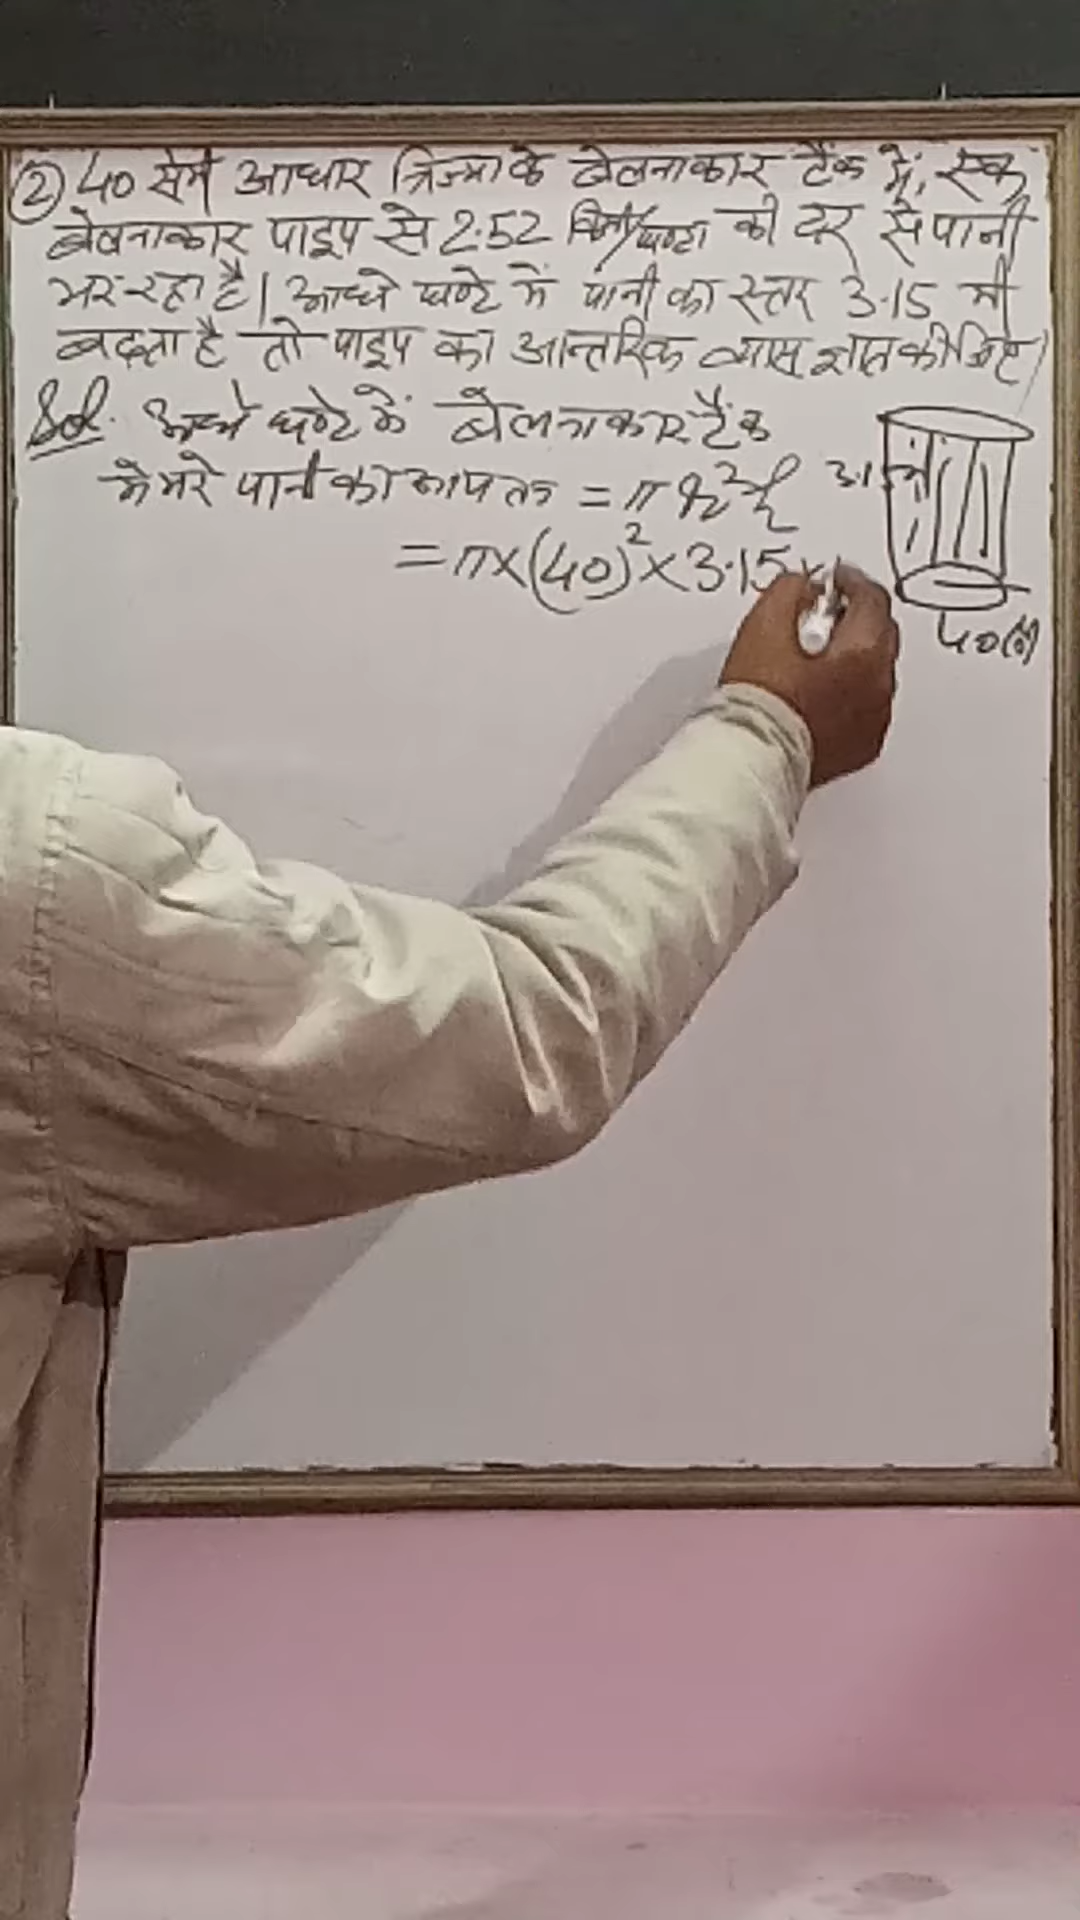 ② 40 सेमी आधार त्रिज्या के बेलनाकार टैंक में, एक
बेलनाकार पाइप से 2.52 किमी/घण्टा की दर से पानी
भर रहा है। आधे घण्टे में पानी का स्तर 3.15 मी
बढ़ता है तो पाइप का आन्तरिक व्यास ज्ञात कीजिए।
Sol. आधे घण्टे में बेलनाकार टैंक
मे भरे पानी का आयतन = πr²h
= π×(40)²×3.15×
40